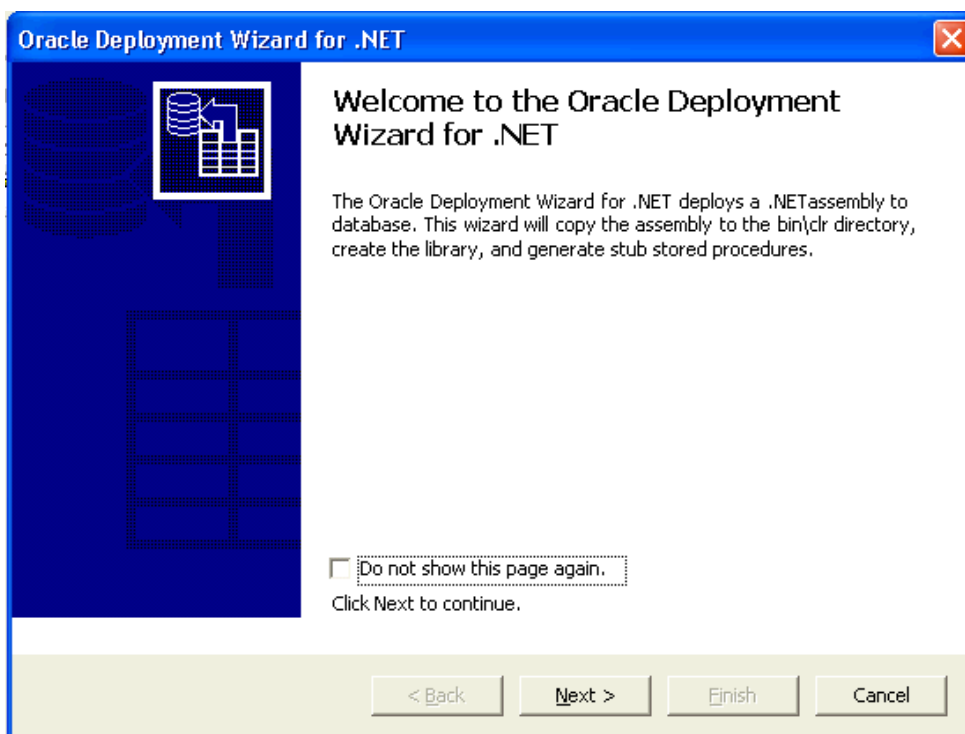 Oracle Deployment Wizard for .NET
Welcome to the Oracle Deployment
Wizard for .NET
The Oracle Deployment Wizard for .NET deploys a .NETassembly to
database. This wizard will copy the assembly to the bin\clr directory,
create the library, and generate stub stored procedures.
Do not show this page again.
Click Next to continue.
< Back Next > Finish Cancel